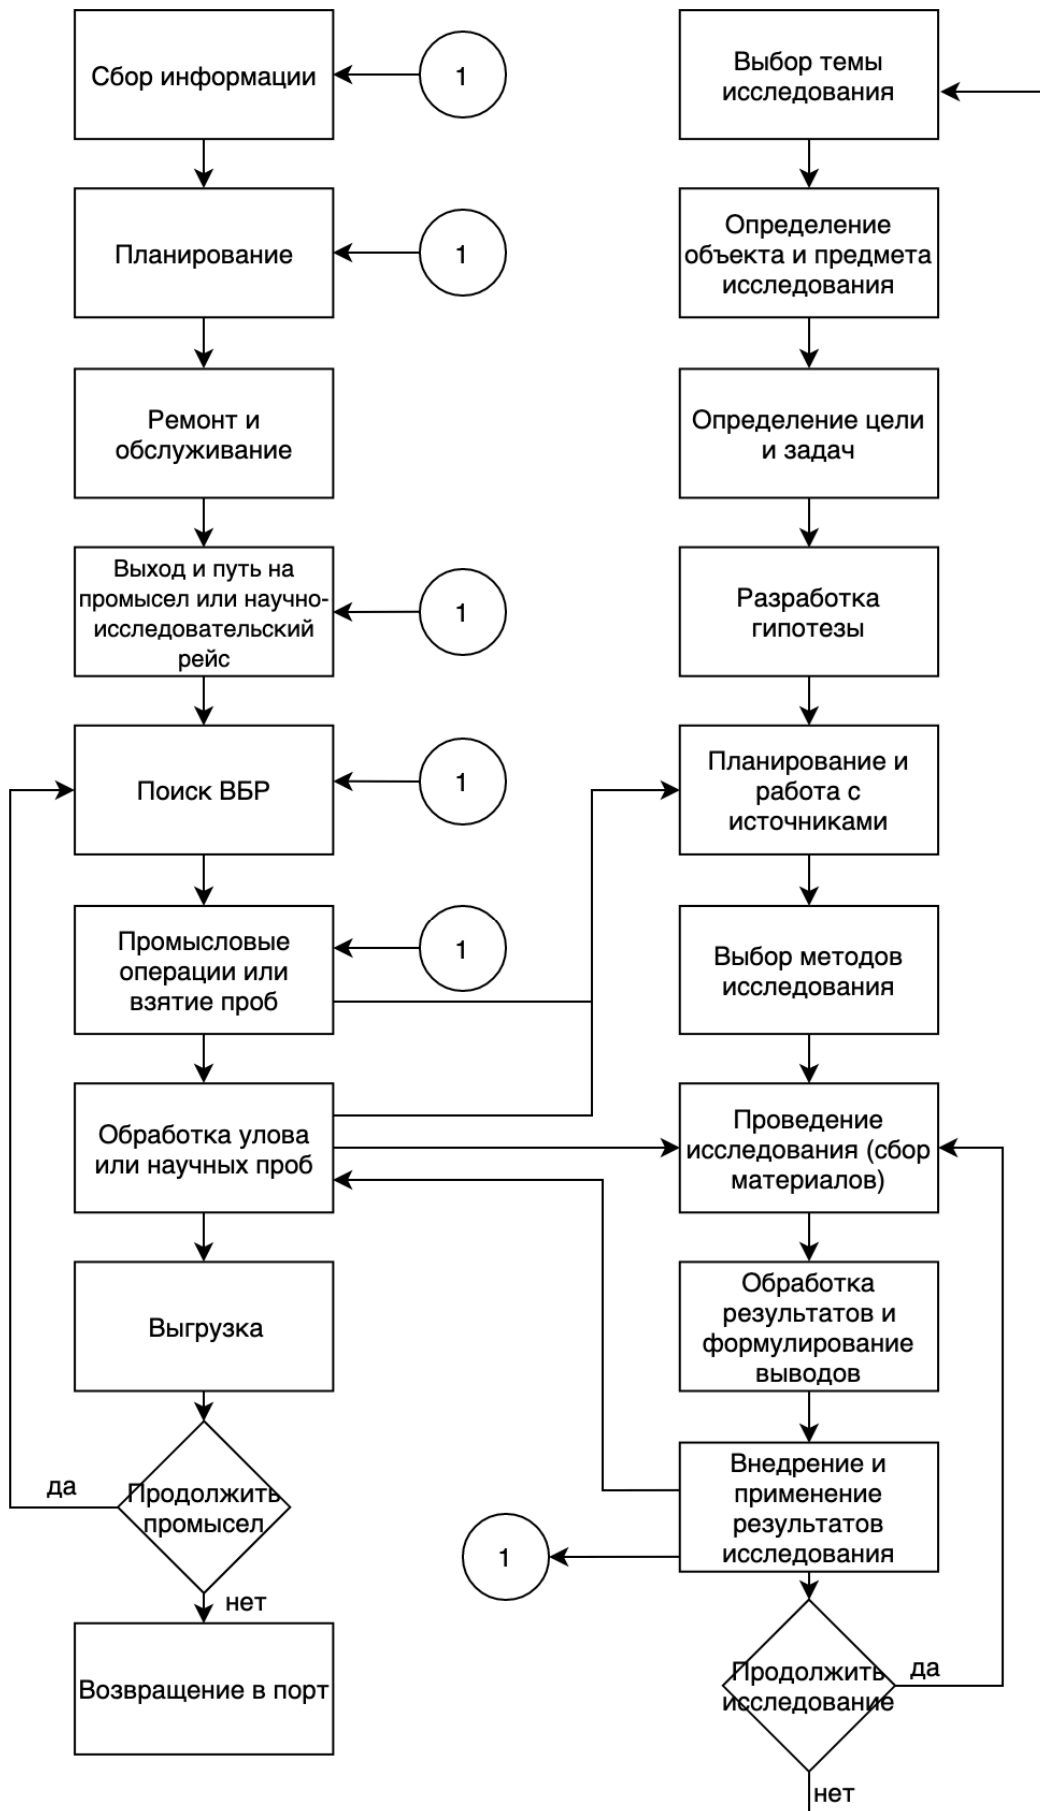 Сбор информации
1
Планирование
1
Ремонт и
обслуживание
Выход и путь на
промысел или научно-
исследовательский
рейс
1
Поиск ВБР
1
Промысловые
операции или
взятие проб
1
Обработка улова
или научных проб
Выгрузка
Продолжить
промысел
да
нет
Возвращение в порт
Выбор темы
исследования
Определение
объекта и предмета
исследования
Определение цели
и задач
Разработка
гипотезы
Планирование и
работа с
источниками
Выбор методов
исследования
Проведение
исследования (сбор
материалов)
Обработка
результатов и
формулирование
выводов
Внедрение и
применение
результатов
исследования
1
Продолжить
исследование
да
нет